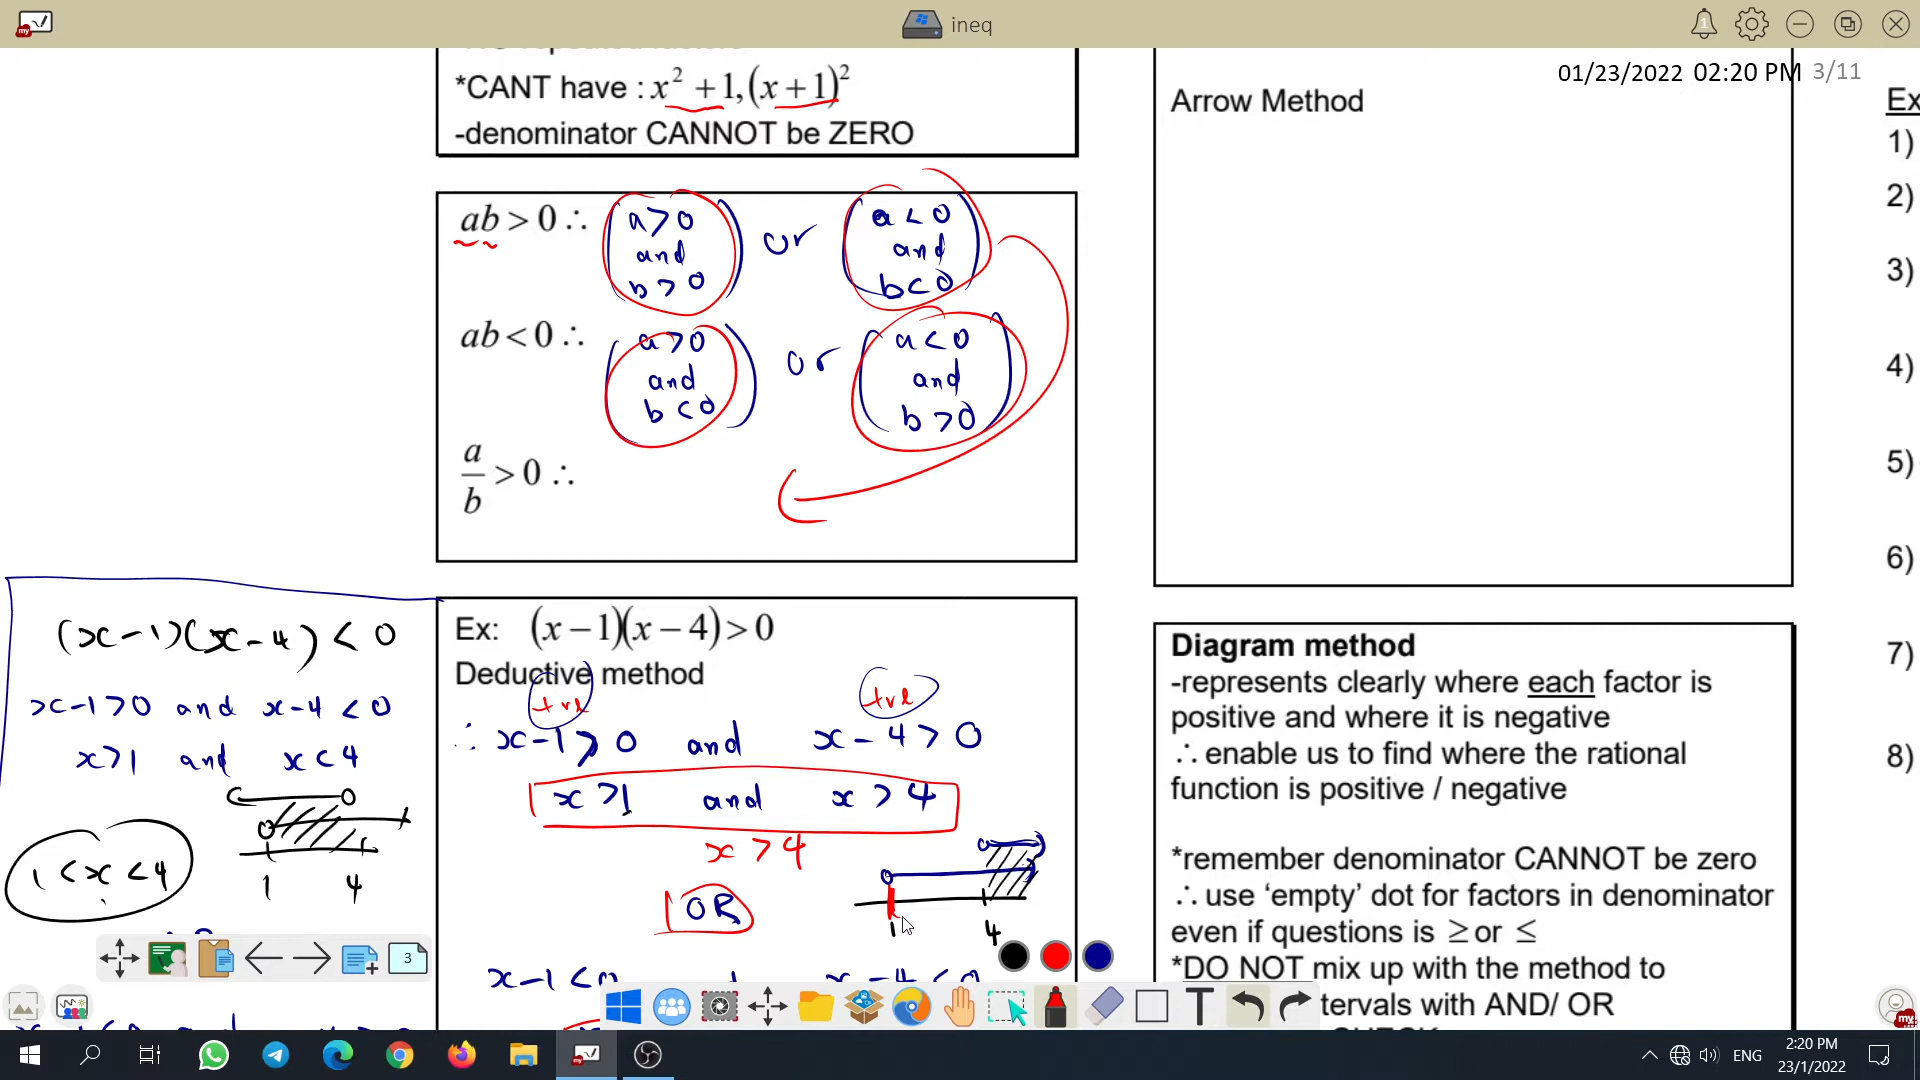 ineq
01/23/2022 02:20 PM 3/11
*CANT have : x² + 1, (x + 1)²
-denominator CANNOT be ZERO
ab > 0 ∴ (a > 0 and b > 0) or (a < 0 and b < 0)
ab < 0 ∴ (a > 0 and b < 0) or (a < 0 and b > 0)
a/b > 0 ∴
(x-1)(x-4) < 0
x-1 > 0 and x-4 < 0
x > 1 and x < 4
1 4
1 < x < 4
Ex: (x − 1)(x − 4) > 0
Deductive method
+ve +ve
∴ x-1 > 0 and x-4 > 0
x > 1 and x > 4
x > 4
OR
1 4
x-1 < 0 x-4 < 0
Arrow Method
Diagram method
-represents clearly where each factor is
positive and where it is negative
∴ enable us to find where the rational
function is positive / negative
*remember denominator CANNOT be zero
∴ use ‘empty’ dot for factors in denominator
even if questions is ≥ or ≤
*DO NOT mix up with the method to
tervals with AND/ OR
Ex
1)
2)
3)
4)
5)
6)
7)
8)
3
T
my
ENG
2:20 PM
23/1/2022